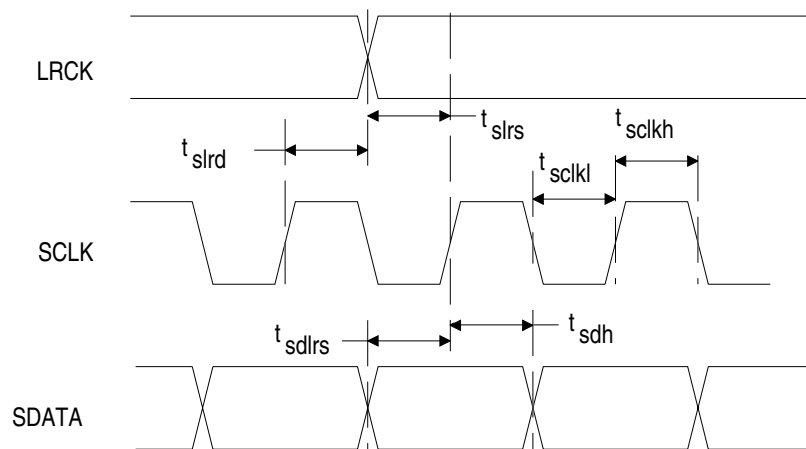 LRCK
t slrs
t sclkh
t slrd
t sclkl
SCLK
t sdlrs
t sdh
SDATA